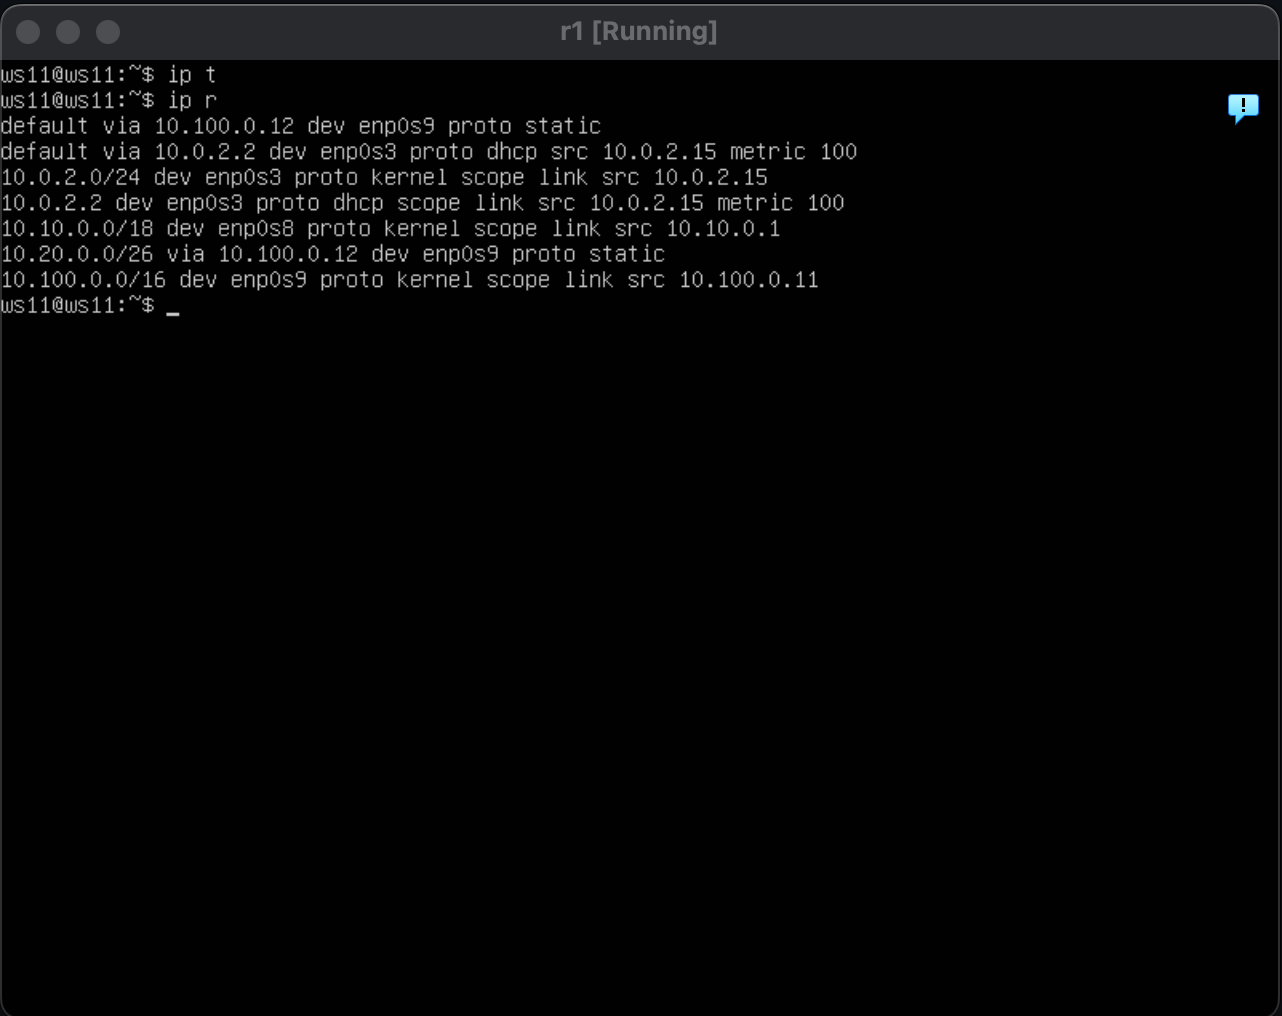 r1 [Running]
ws11@ws11:~$ ip t
ws11@ws11:~$ ip r
default via 10.100.0.12 dev enp0s9 proto static
default via 10.0.2.2 dev enp0s3 proto dhcp src 10.0.2.15 metric 100
10.0.2.0/24 dev enp0s3 proto kernel scope link src 10.0.2.15
10.0.2.2 dev enp0s3 proto dhcp scope link src 10.0.2.15 metric 100
10.10.0.0/18 dev enp0s8 proto kernel scope link src 10.10.0.1
10.20.0.0/26 via 10.100.0.12 dev enp0s9 proto static
10.100.0.0/16 dev enp0s9 proto kernel scope link src 10.100.0.11
ws11@ws11:~$ _